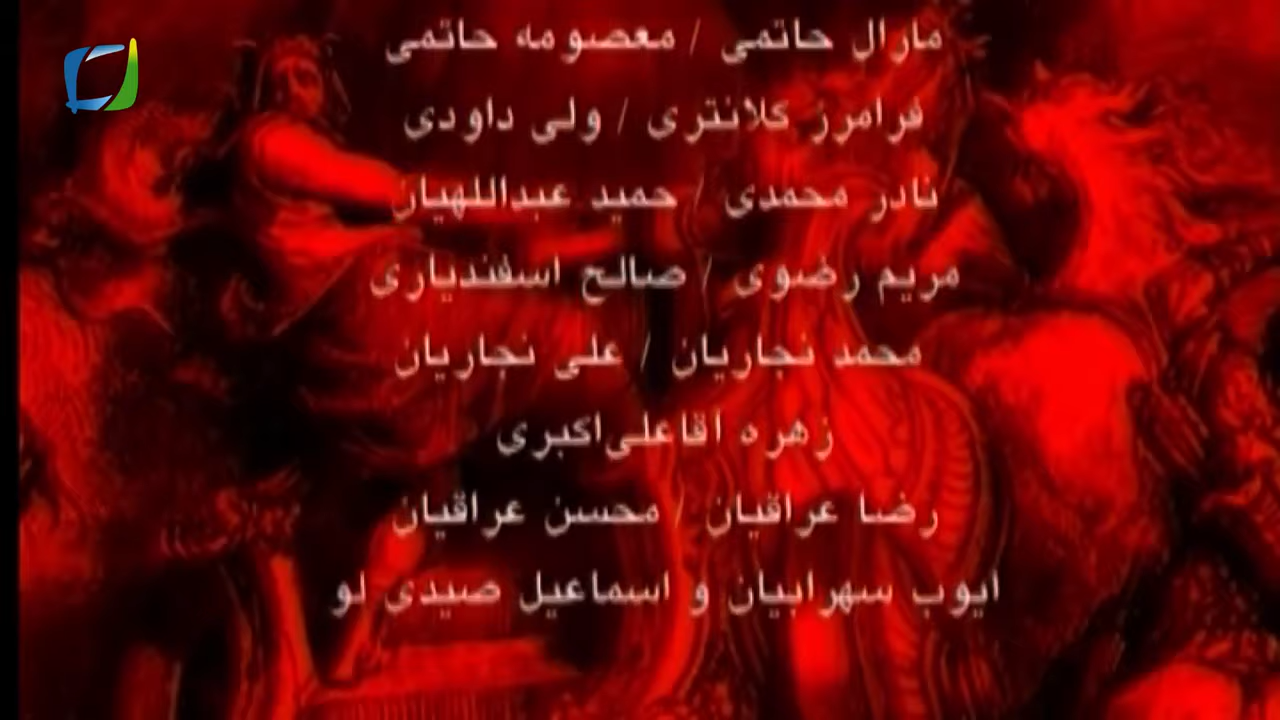 مارال حاتمی / معصومه حاتمی
فرامرز کلانتری / ولی داودی
نادر محمدی / حمید عبداللهیان
مریم رضوی / صالح اسفندیاری
محمد نجاریان / علی نجاریان
زهره آقاعلی‌اکبری
رضا عراقیان / محسن عراقیان
ایوب سهرابیان و اسماعیل صیدی لو